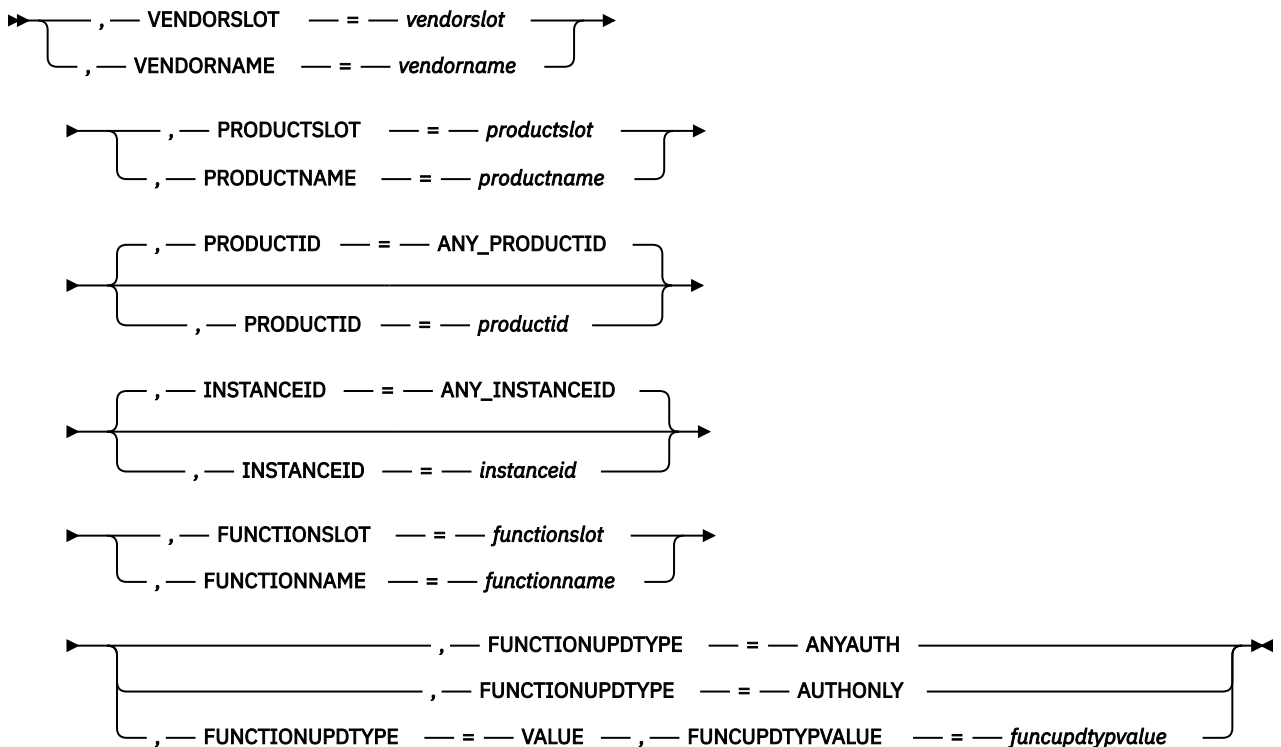 , VENDORSLOT = vendorslot
, VENDORNAME = vendorname
, PRODUCTSLOT = productslot
, PRODUCTNAME = productname
, PRODUCTID = ANY_PRODUCTID
, PRODUCTID = productid
, INSTANCEID = ANY_INSTANCEID
, INSTANCEID = instanceid
, FUNCTIONSLOT = functionslot
, FUNCTIONNAME = functionname
, FUNCTIONUPDTYPE = ANYAUTH
, FUNCTIONUPDTYPE = AUTHONLY
, FUNCTIONUPDTYPE = VALUE , FUNCUPDTYPVALUE = funcupdtypvalue